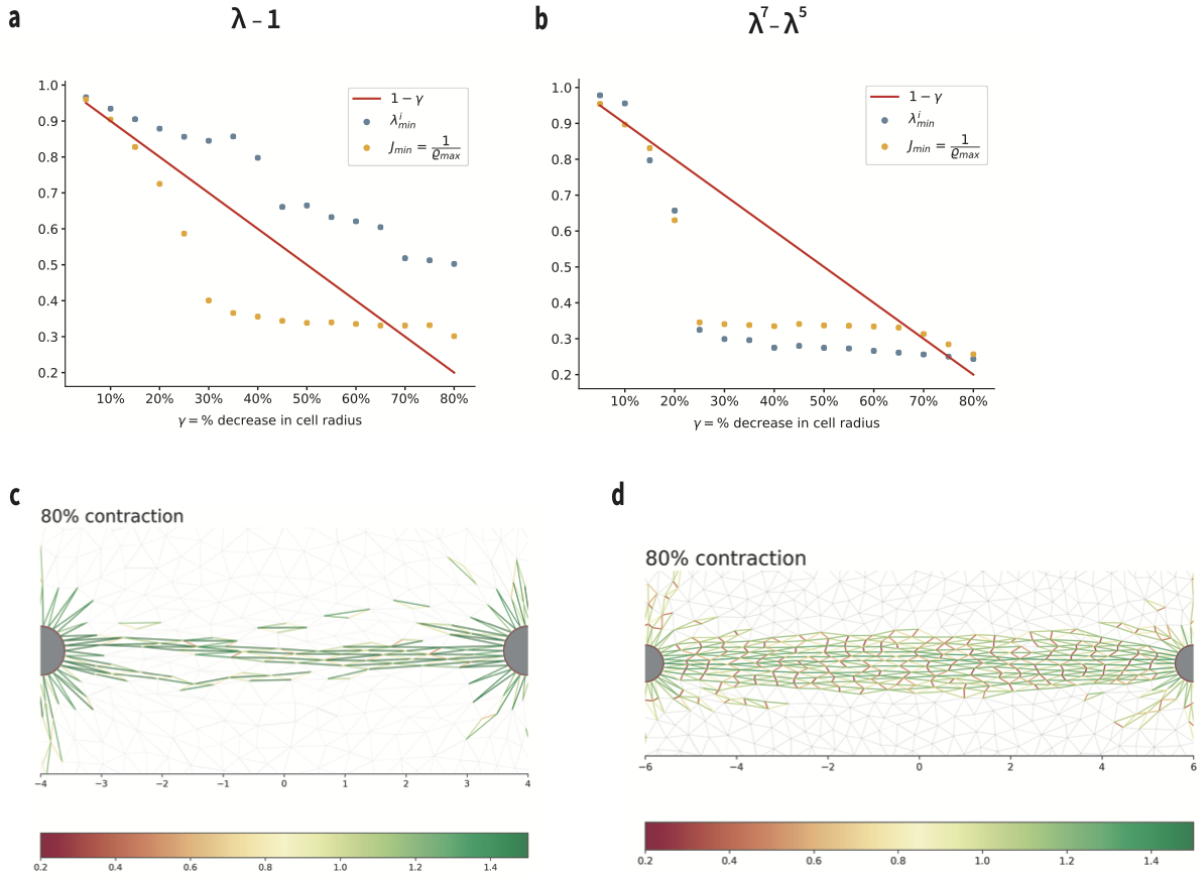 a
λ – 1
1.0
0.9
0.8
0.7
0.6
0.5
0.4
0.3
0.2
1 − γ
λⁱmin
Jmin = 1/ϱmax
10% 20% 30% 40% 50% 60% 70% 80%
γ = % decrease in cell radius
b
λ⁷ – λ⁵
1.0
0.9
0.8
0.7
0.6
0.5
0.4
0.3
0.2
1 − γ
λⁱmin
Jmin = 1/ϱmax
10% 20% 30% 40% 50% 60% 70% 80%
γ = % decrease in cell radius
c
80% contraction
−4 −3 −2 −1 0 1 2 3 4
0.2 0.4 0.6 0.8 1.0 1.2 1.4
d
80% contraction
−6 −4 −2 0 2 4 6
0.2 0.4 0.6 0.8 1.0 1.2 1.4